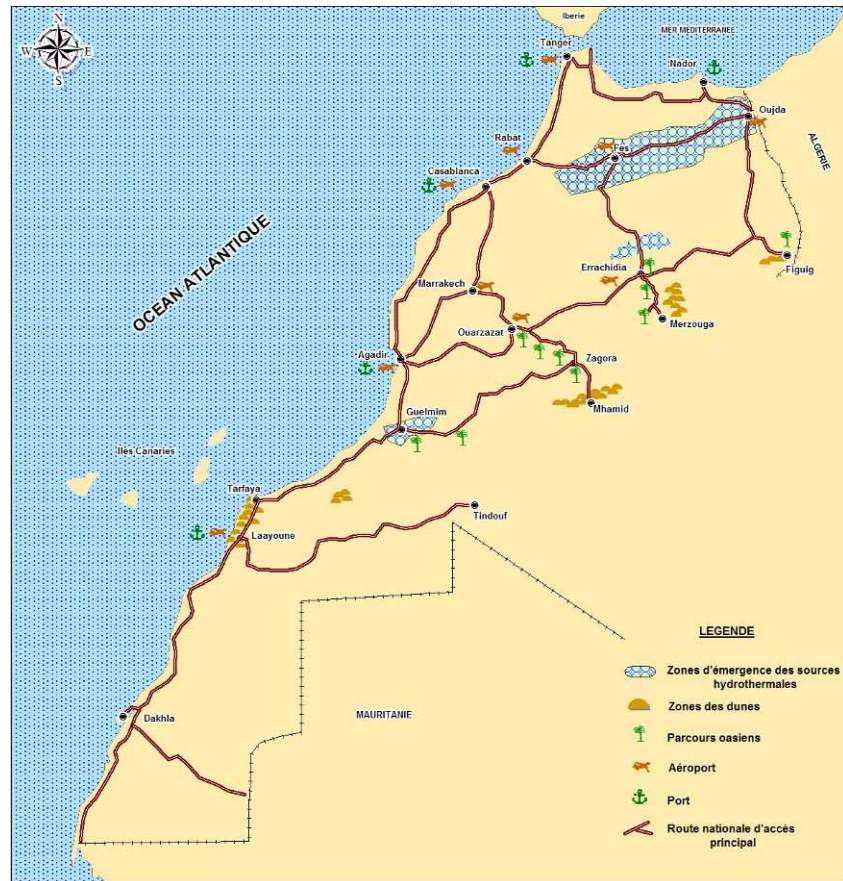 N
W
E
S
Iberie
MER MEDITERRANEE
Tanger
Nador
Oujda
Rabat
Fes
ALGERIE
Casablanca
OCEAN ATLANTIQUE
Errachidia
Figuig
Marrakech
Merzouga
Ouarzazat
Agadir
Zagora
Mhamid
Guelmim
Iles Canaries
Tarfaya
Tindouf
Laayoune
Dakhla
MAURITANIE
LEGENDE
Zones d'émergence des sources
hydrothermales
Zones des dunes
Parcours oasiens
Aéroport
Port
Route nationale d'accès
principal